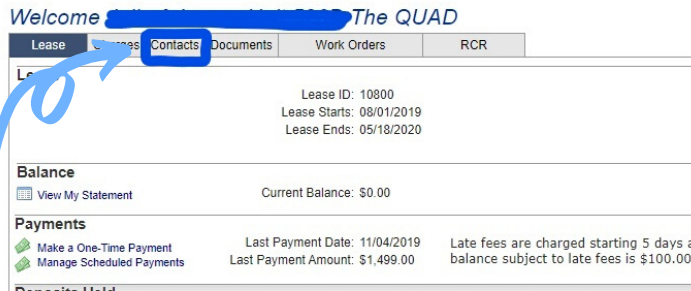 Welcome The QUAD
Lease Contacts Documents Work Orders RCR
Lease ID: 10800
Lease Starts: 08/01/2019
Lease Ends: 05/18/2020
Balance
View My Statement Current Balance: $0.00
Payments
Make a One-Time Payment Last Payment Date: 11/04/2019 Late fees are charged starting 5 days
Manage Scheduled Payments Last Payment Amount: $1,499.00 balance subject to late fees is $100.00
Deposits Held